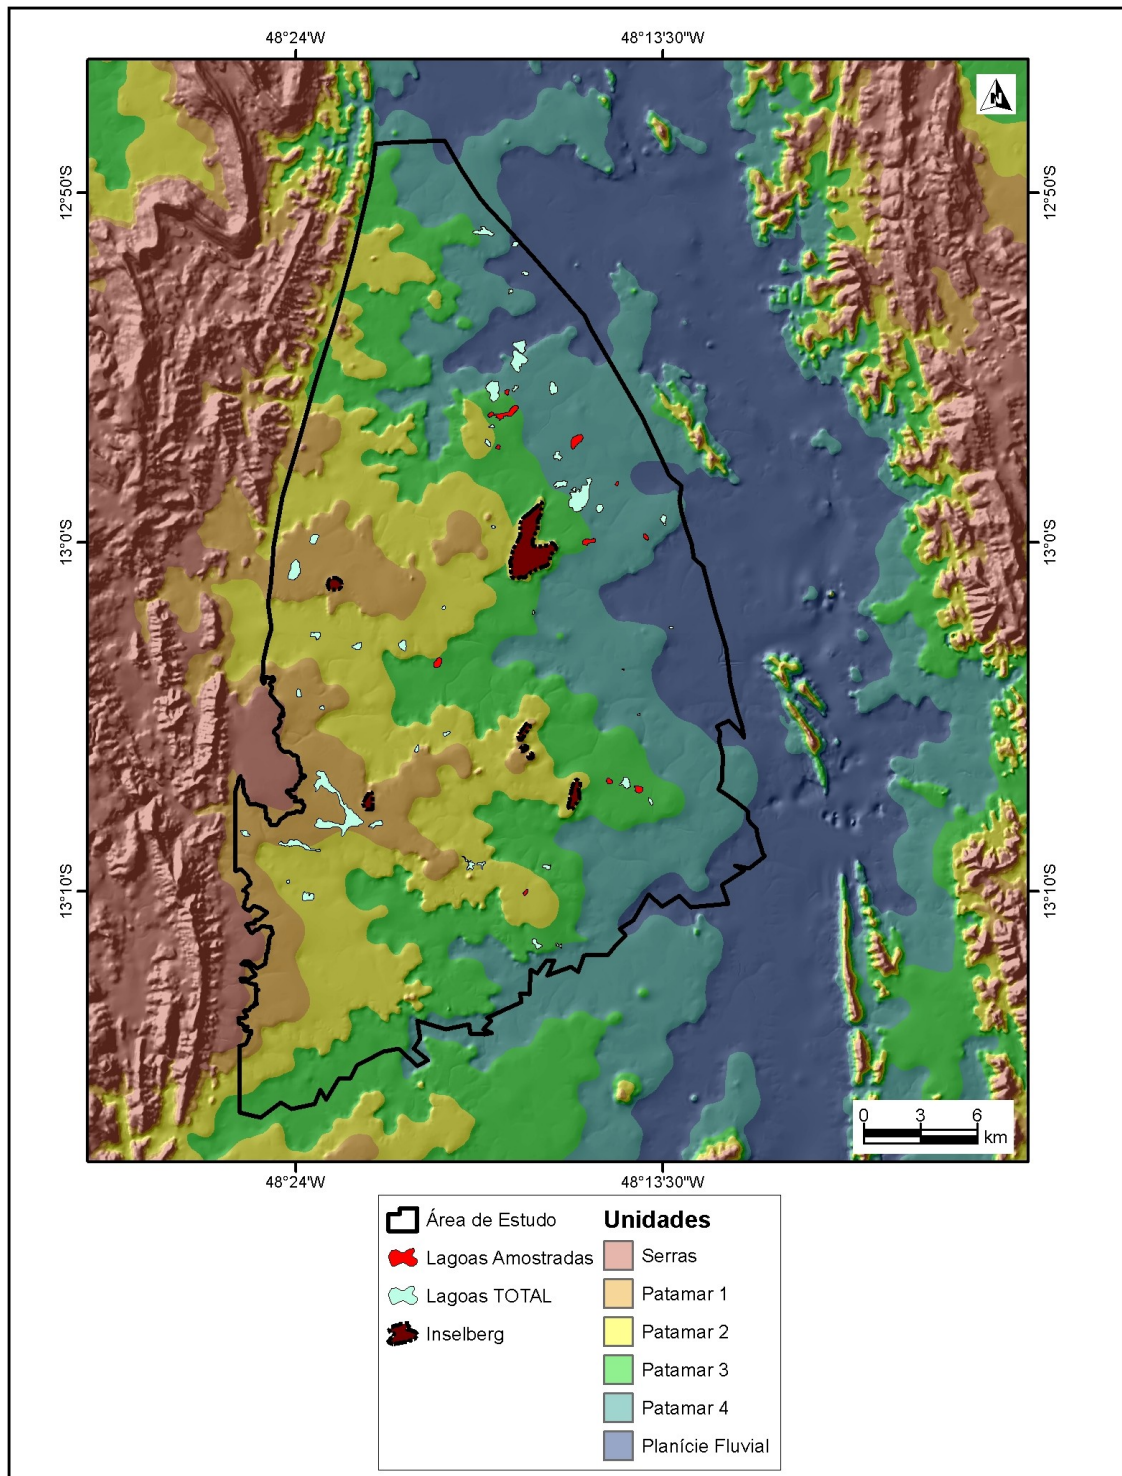 48°24'W 48°13'30"W
N
12°50'S 12°50'S
13°0'S 13°0'S
13°10'S 13°10'S
0 3 6
km
48°24'W 48°13'30"W
Área de Estudo
Lagoas Amostradas
Lagoas TOTAL
Inselberg
Unidades
Serras
Patamar 1
Patamar 2
Patamar 3
Patamar 4
Planície Fluvial